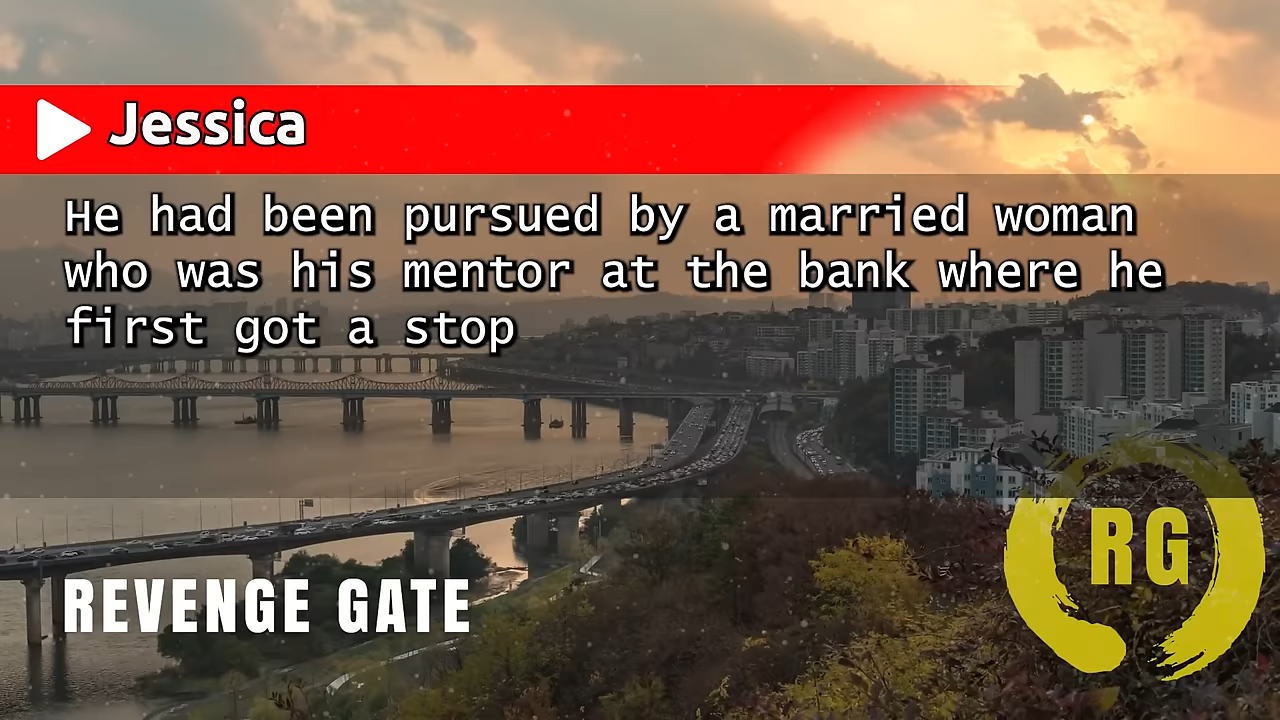 Jessica
He had been pursued by a married woman
who was his mentor at the bank where he
first got a stop
RG
REVENGE GATE